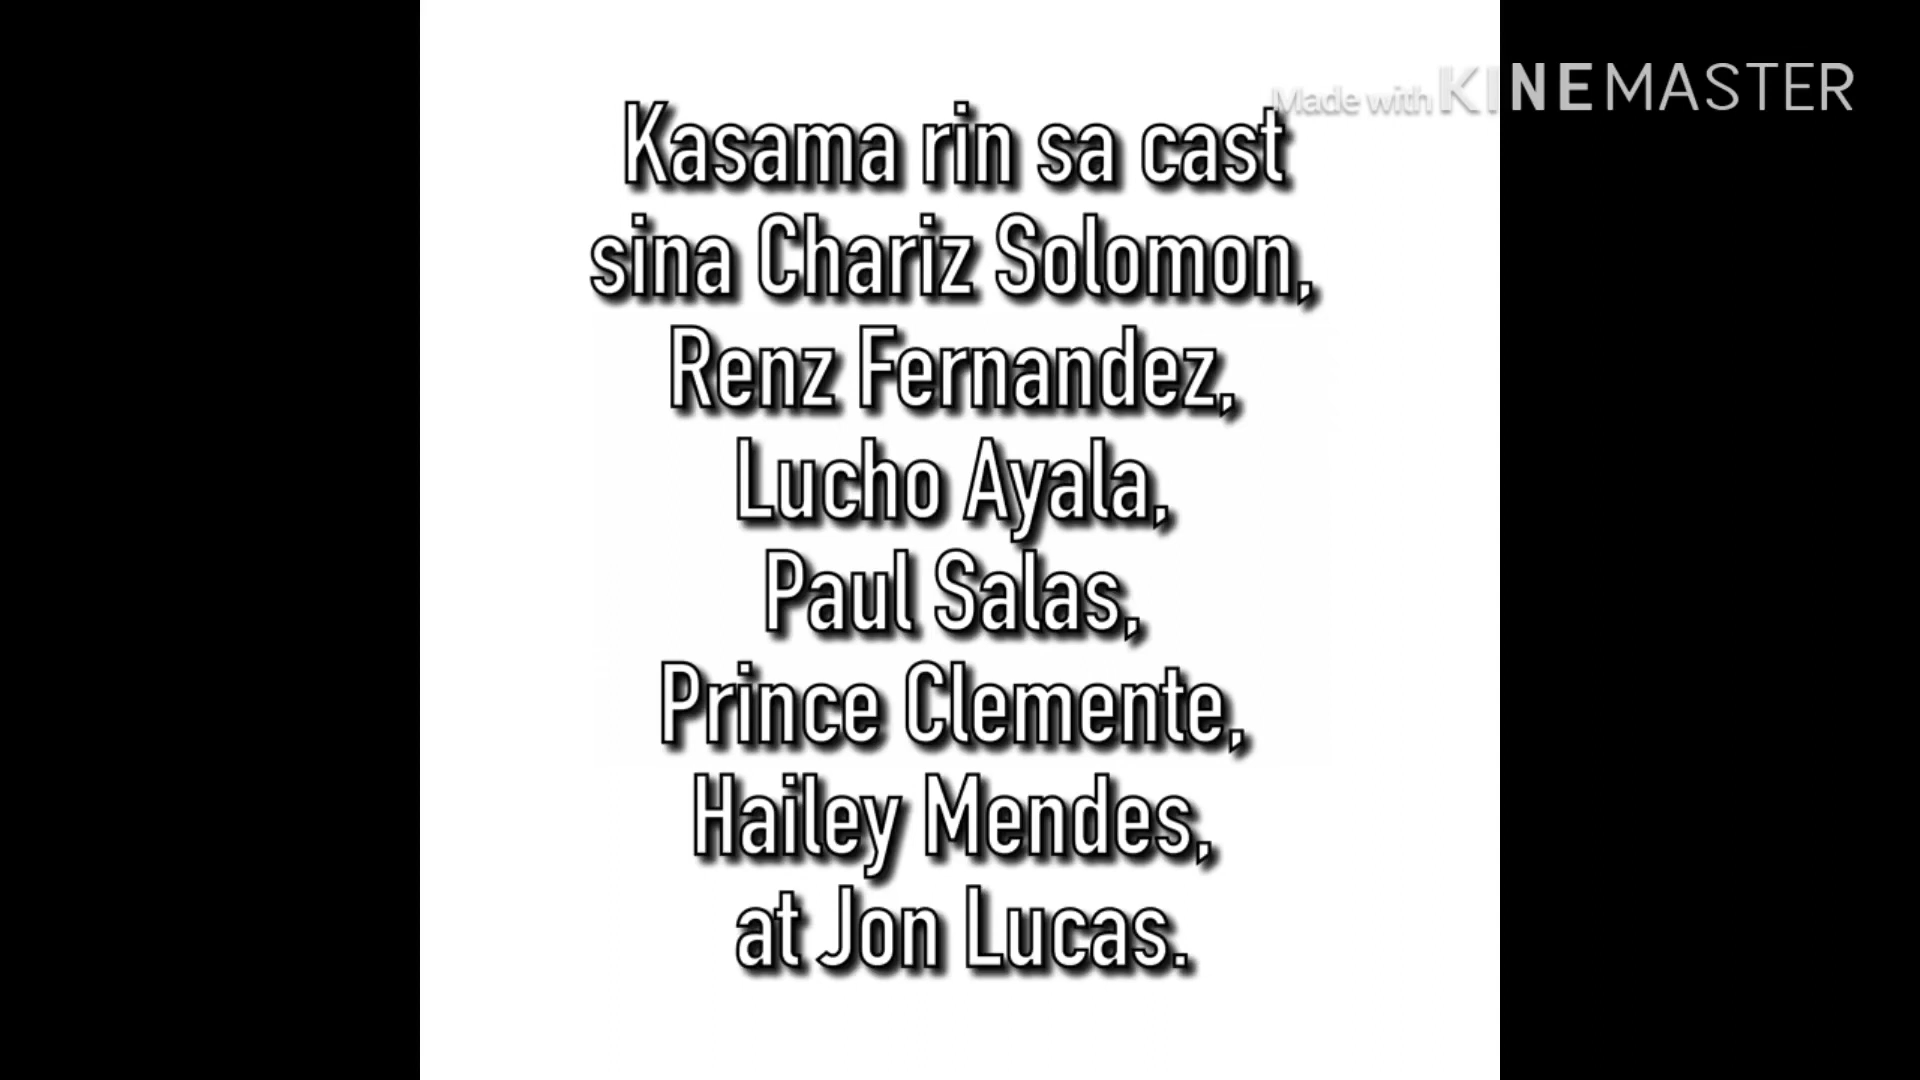 Made with KINEMASTER
Kasama rin sa cast
sina Chariz Solomon,
Renz Fernandez,
Lucho Ayala,
Paul Salas,
Prince Clemente,
Hailey Mendes,
at Jon Lucas.